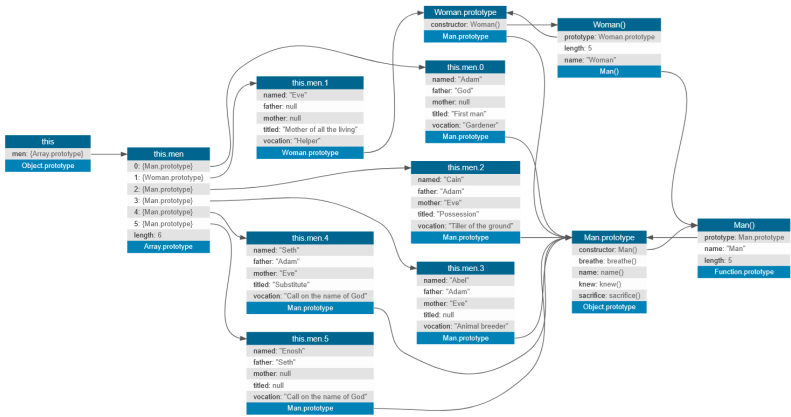 this
men: {Array.prototype}
Object.prototype
this.men
0: {Man.prototype}
1: {Woman.prototype}
2: {Man.prototype}
3: {Man.prototype}
4: {Man.prototype}
5: {Man.prototype}
length: 6
Array.prototype
this.men.1
named: "Eve"
father: null
mother: null
titled: "Mother of all the living"
vocation: "Helper"
Woman.prototype
this.men.4
named: "Seth"
father: "Adam"
mother: "Eve"
titled: "Substitute"
vocation: "Call on the name of God"
Man.prototype
this.men.5
named: "Enosh"
father: "Seth"
mother: null
titled: null
vocation: "Call on the name of God"
Man.prototype
Woman.prototype
constructor: Woman()
Man.prototype
this.men.0
named: "Adam"
father: "God"
mother: null
titled: "First man"
vocation: "Gardener"
Man.prototype
this.men.2
named: "Cain"
father: "Adam"
mother: "Eve"
titled: "Possession"
vocation: "Tiller of the ground"
Man.prototype
this.men.3
named: "Abel"
father: "Adam"
mother: "Eve"
titled: null
vocation: "Animal breeder"
Man.prototype
Woman()
prototype: Woman.prototype
length: 5
name: "Woman"
Man()
Man.prototype
constructor: Man()
breathe: breathe()
name: name()
knew: knew()
sacrifice: sacrifice()
Object.prototype
Man()
prototype: Man.prototype
name: "Man"
length: 5
Function.prototype